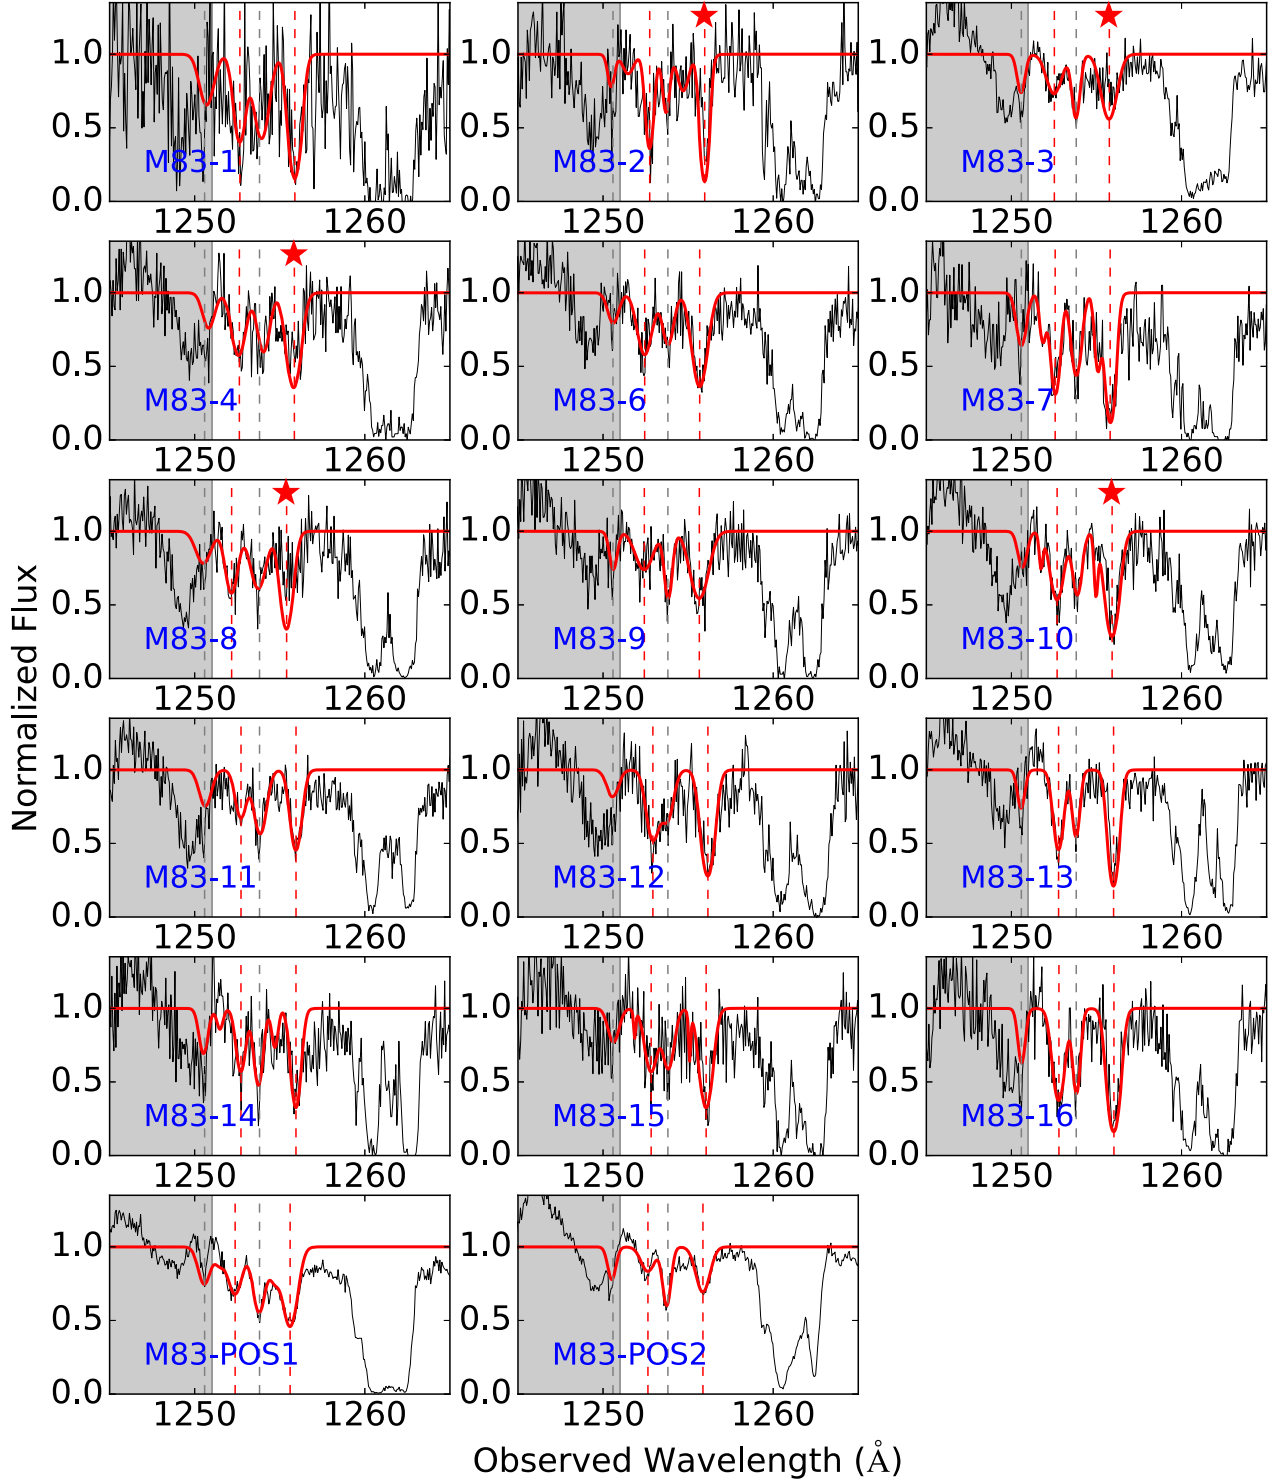 1.0 1.0 1.0
0.5 0.5 0.5
M83-1 M83-2 M83-3
0.0 0.0 0.0
1250 1260 1250 1260 1250 1260
1.0 1.0 1.0
0.5 0.5 0.5
M83-4 M83-6 M83-7
0.0 0.0 0.0
1250 1260 1250 1260 1250 1260
1.0 1.0 1.0
0.5 0.5 0.5
M83-8 M83-9 M83-10
0.0 0.0 0.0
1250 1260 1250 1260 1250 1260
Normalized Flux
1.0 1.0 1.0
0.5 0.5 0.5
M83-11 M83-12 M83-13
0.0 0.0 0.0
1250 1260 1250 1260 1250 1260
1.0 1.0 1.0
0.5 0.5 0.5
M83-14 M83-15 M83-16
0.0 0.0 0.0
1250 1260 1250 1260 1250 1260
1.0 1.0
0.5 0.5
M83-POS1 M83-POS2
0.0 0.0
1250 1260 1250 1260
Observed Wavelength (Å)